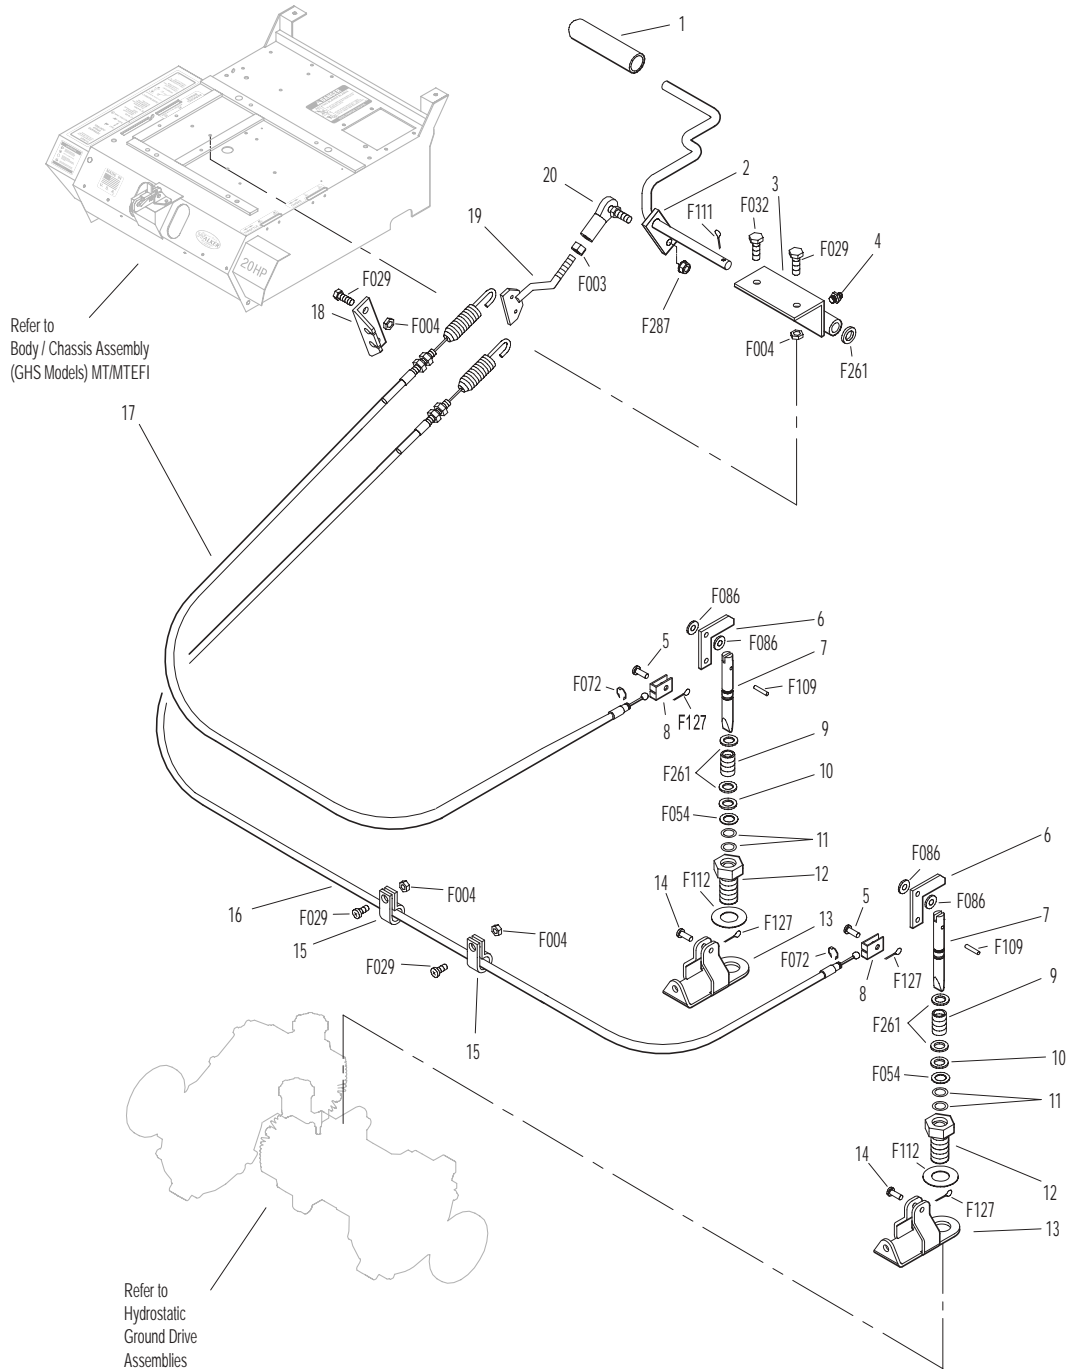 1
20
2
3
F111
F032
19
4
F029
F003
F029
18
F004
F287
F004
F261
20HP
Refer to
Body / Chassis Assembly
(GHS Models) MT/MTEFI
17
F086
6
5
F086
7
F072
F109
8
F127
9
F261
10
F054
11
6
F086
12
F004
14
F112
5
F086
16
F029
F127
13
7
15
F004
F072
F109
F029
8
F127
9
F261
15
10
F054
11
F112
14
12
F127
13
Refer to
Hydrostatic
Ground Drive
Assemblies